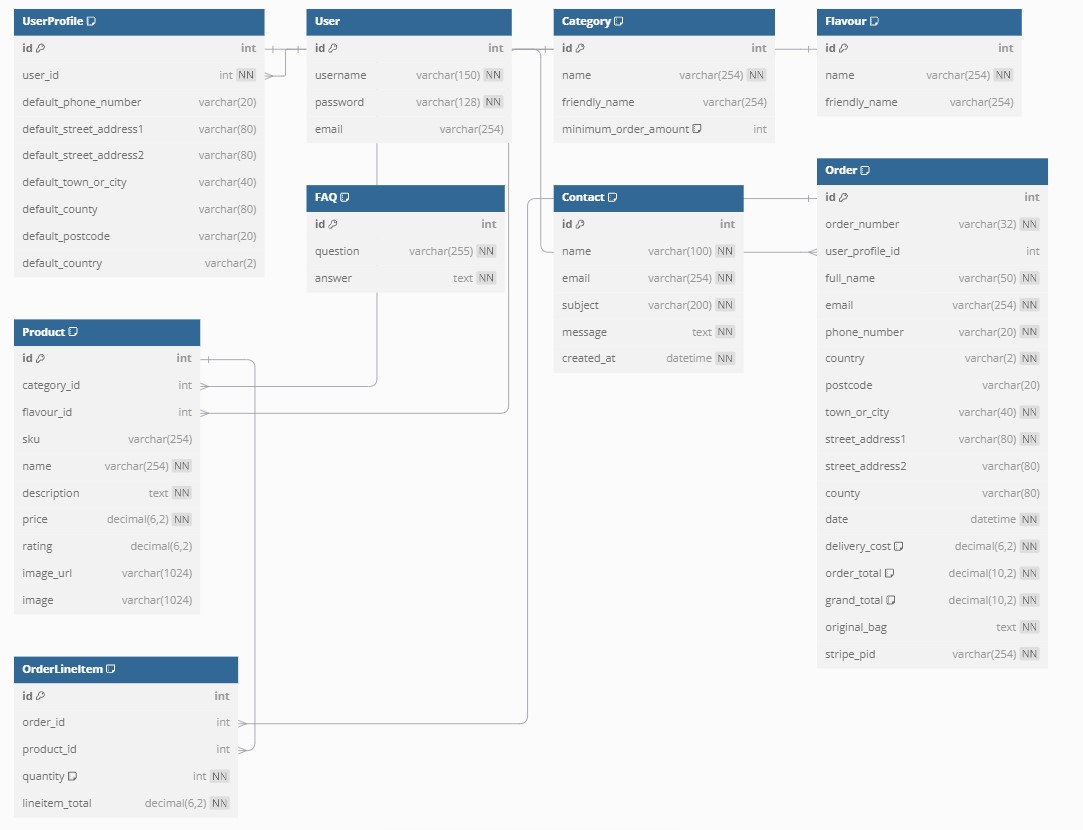 UserProfile
id int
user_id int NN
default_phone_number varchar(20)
default_street_address1 varchar(80)
default_street_address2 varchar(80)
default_town_or_city varchar(40)
default_county varchar(80)
default_postcode varchar(20)
default_country varchar(2)
User
id int
username varchar(150) NN
password varchar(128) NN
email varchar(254)
Category
id int
name varchar(254) NN
friendly_name varchar(254)
minimum_order_amount int
Flavour
id int
name varchar(254) NN
friendly_name varchar(254)
FAQ
id int
question varchar(255) NN
answer text NN
Contact
id int
name varchar(100) NN
email varchar(254) NN
subject varchar(200) NN
message text NN
created_at datetime NN
Order
id int
order_number varchar(32) NN
user_profile_id int
full_name varchar(50) NN
email varchar(254) NN
phone_number varchar(20) NN
country varchar(2) NN
postcode varchar(20)
town_or_city varchar(40) NN
street_address1 varchar(80) NN
street_address2 varchar(80)
county varchar(80)
date datetime NN
delivery_cost decimal(6,2) NN
order_total decimal(10,2) NN
grand_total decimal(10,2) NN
original_bag text NN
stripe_pid varchar(254) NN
Product
id int
category_id int
flavour_id int
sku varchar(254)
name varchar(254) NN
description text NN
price decimal(6,2) NN
rating decimal(6,2)
image_url varchar(1024)
image varchar(1024)
OrderLineItem
id int
order_id int
product_id int
quantity int NN
lineitem_total decimal(6,2) NN